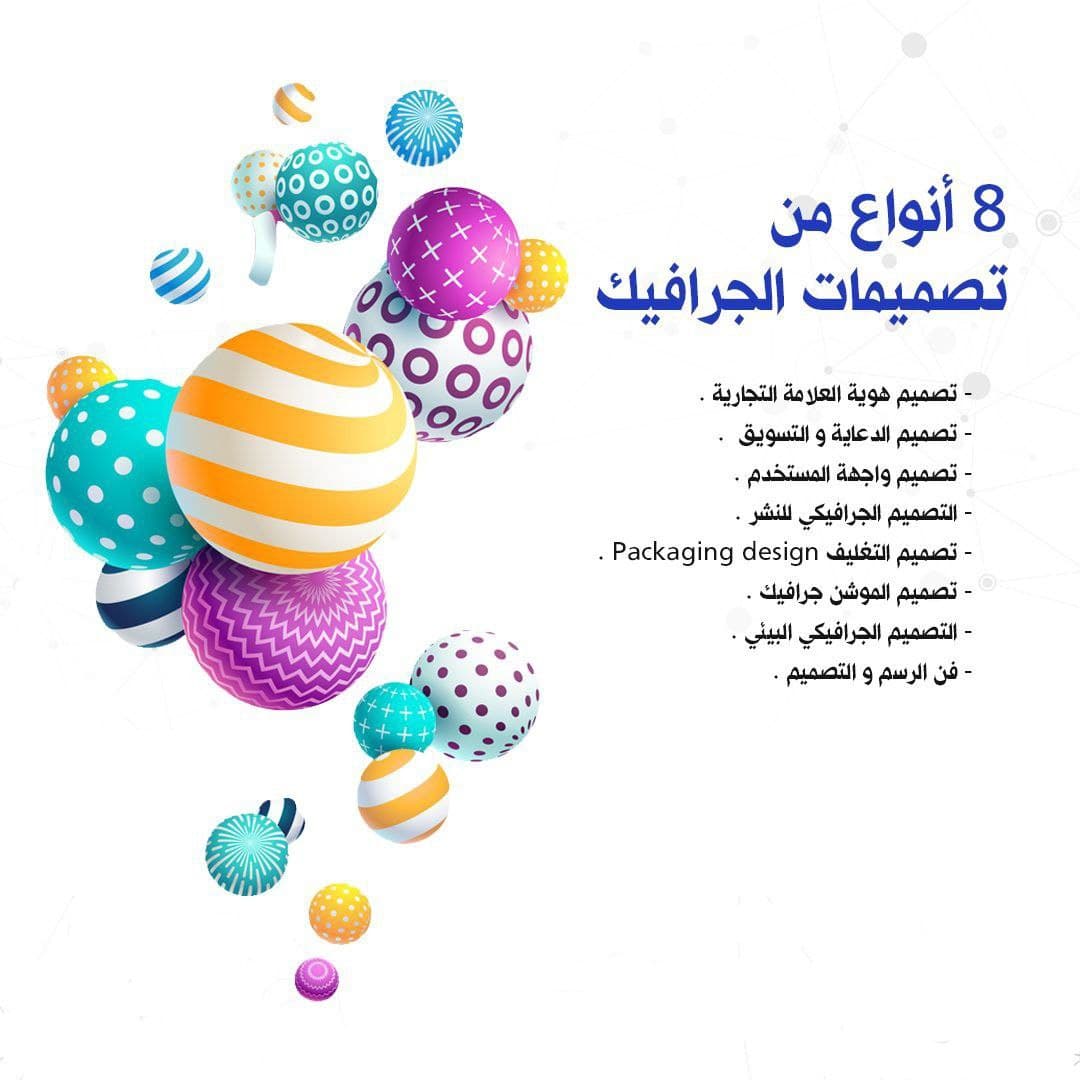 8 أنواع من
تصميمات الجرافيك
- تصميم هوية العلامة التجارية .
- تصميم الدعاية و التسويق .
- تصميم واجهة المستخدم .
- التصميم الجرافيكي للنشر .
- تصميم التغليف Packaging design .
- تصميم الموشن جرافيك .
- التصميم الجرافيكي البيئي .
- فن الرسم و التصميم .